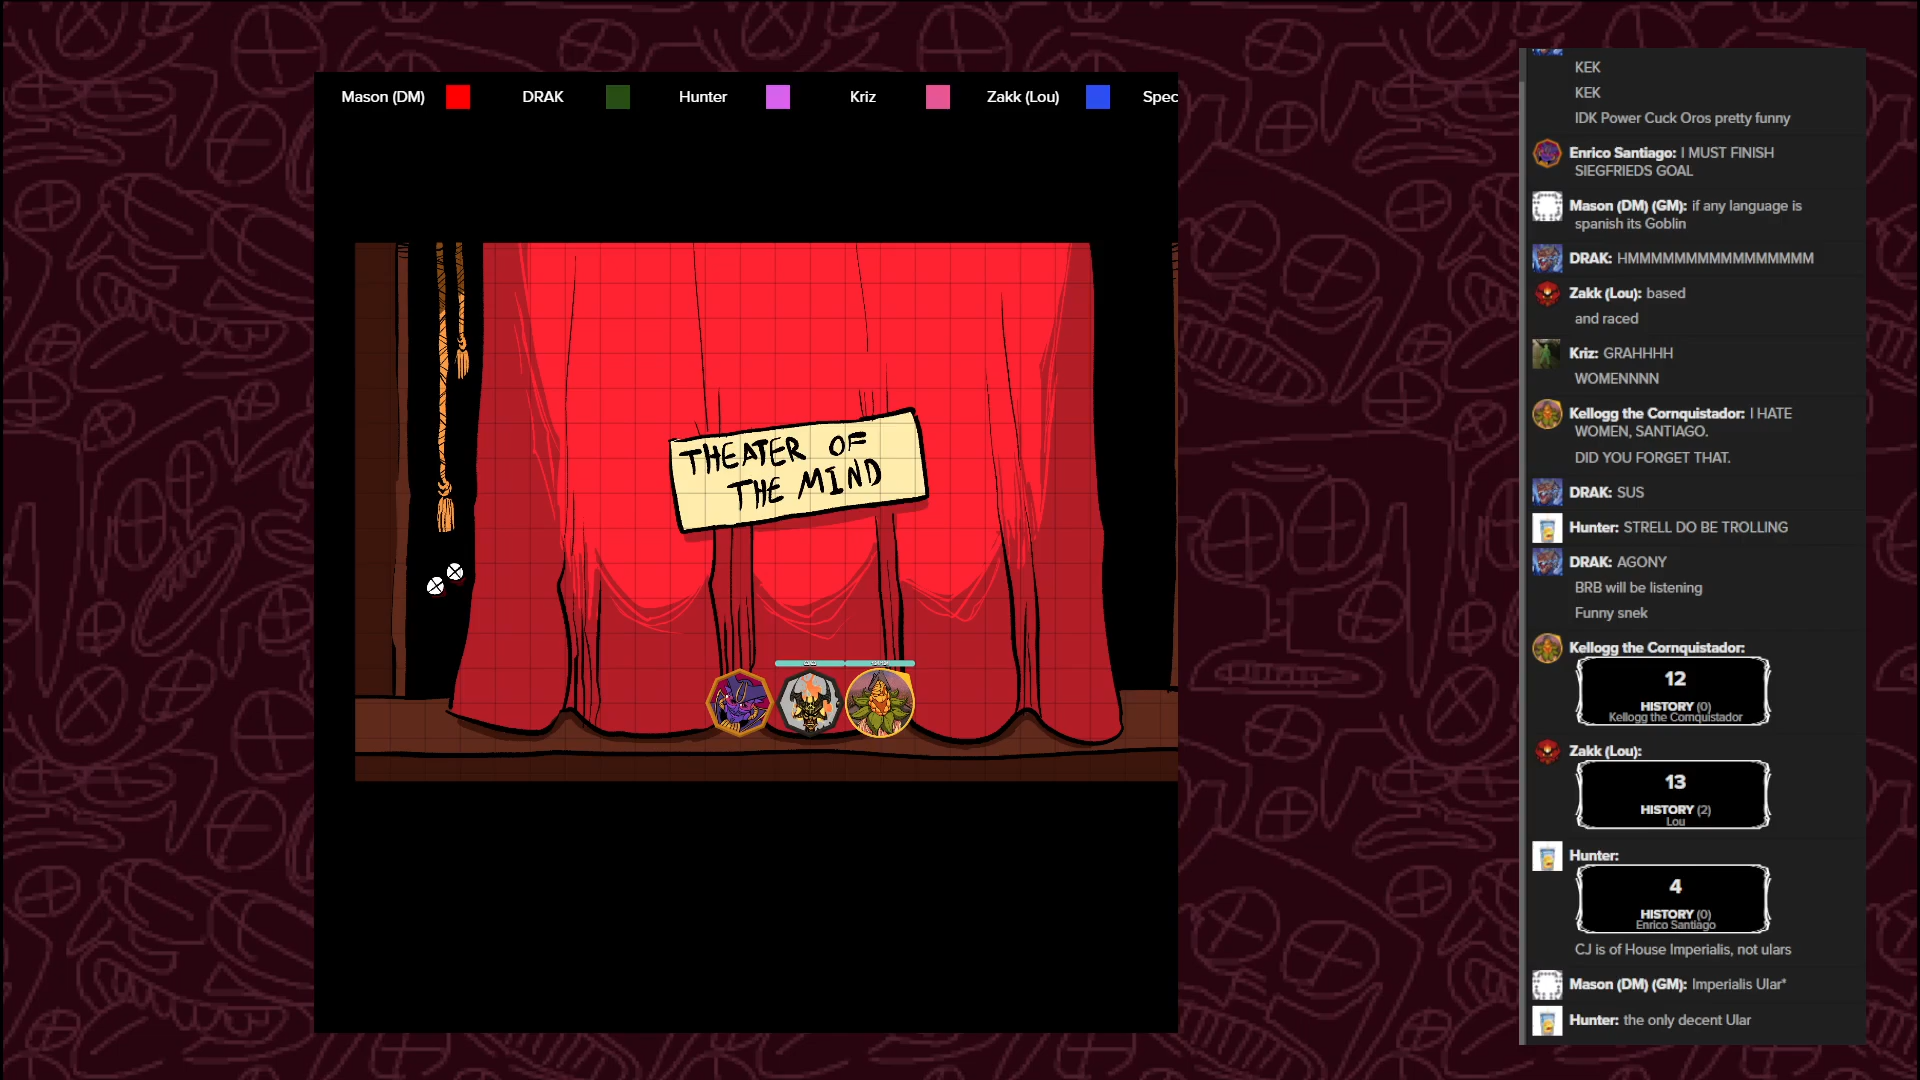 Mason (DM) DRAK Hunter Kriz Zakk (Lou) Spec
THEATER OF
THE MIND
KEK
KEK
IDK Power Cuck Oros pretty funny
Enrico Santiago: I MUST FINISH
SIEGFRIEDS GOAL
Mason (DM) (GM): if any language is
spanish its Goblin
DRAK: HMMMMMMMMMMMMMMMM
Zakk (Lou): based
and raced
Kriz: GRAHHHH
WOMENNNN
Kellogg the Cornquistador: I HATE
WOMEN, SANTIAGO.
DID YOU FORGET THAT.
DRAK: SUS
Hunter: STRELL DO BE TROLLING
DRAK: AGONY
BRB will be listening
Funny snek
Kellogg the Cornquistador:
12
HISTORY (0)
Kellogg the Cornquistador
Zakk (Lou):
13
HISTORY (2)
Lou
Hunter:
4
HISTORY (0)
Enrico Santiago
CJ is of House Imperialis, not ulars
Mason (DM) (GM): Imperialis Ular*
Hunter: the only decent Ular